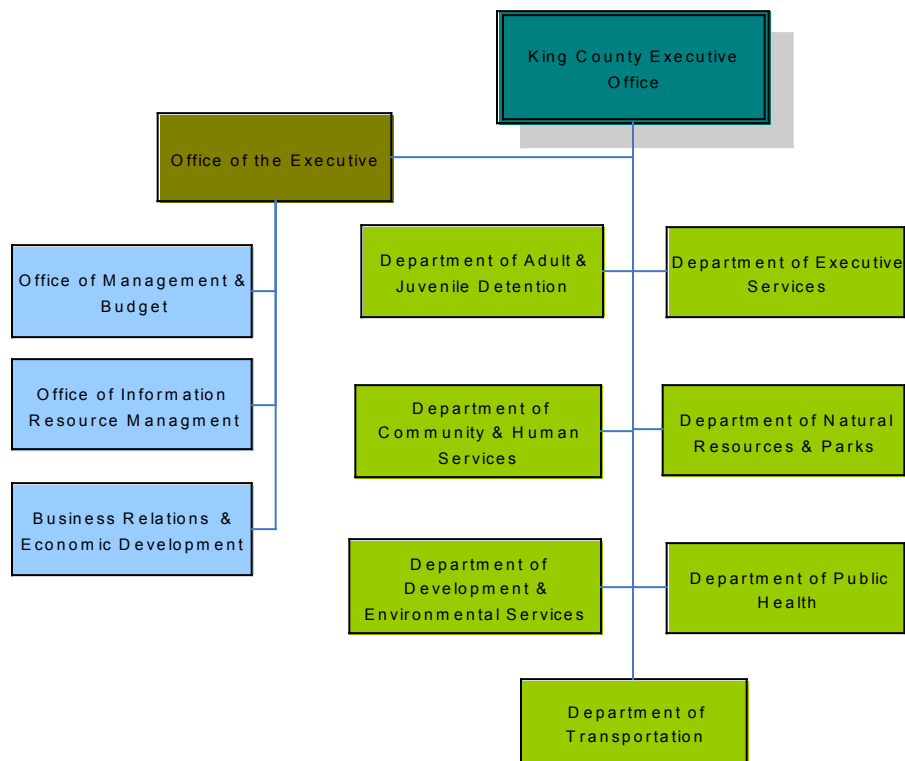 King County Executive
Office
Office of the Executive
Office of Management &
Budget
Office of Information
Resource Managment
Business Relations &
Economic Development
Department of Adult &
Juvenile Detention
Department of Executive
Services
Department of
Community & Human
Services
Department of Natural
Resources & Parks
Department of
Development &
Environmental Services
Department of Public
Health
Department of
Transportation